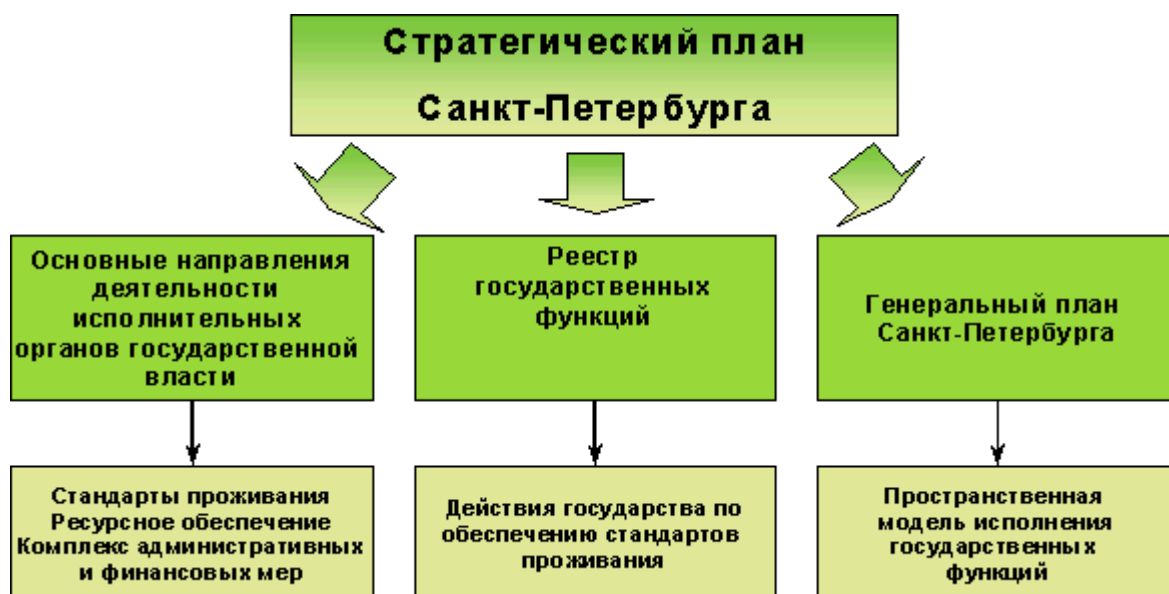 Стратегический план
Санкт-Петербурга
Основные направления
деятельности
исполнительных
органов государственной
власти
Реестр
государственных
функций
Генеральный план
Санкт-Петербурга
Стандарты проживания
Ресурсное обеспечение
Комплекс административных
и финансовых мер
Действия государства по
обеспечению стандартов
проживания
Пространственная
модель исполнения
государственных
функций